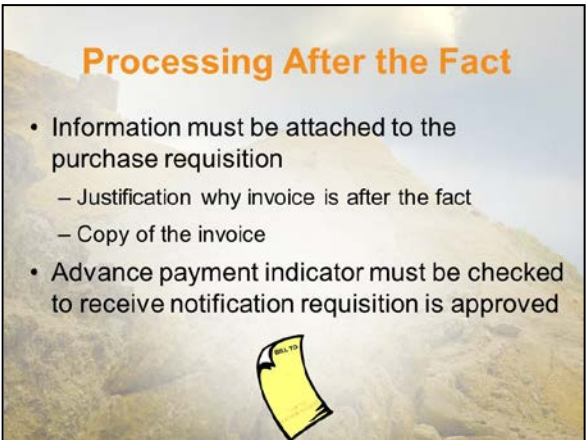 Processing After the Fact
• Information must be attached to the
purchase requisition
– Justification why invoice is after the fact
– Copy of the invoice
• Advance payment indicator must be checked
to receive notification requisition is approved
BILL TO